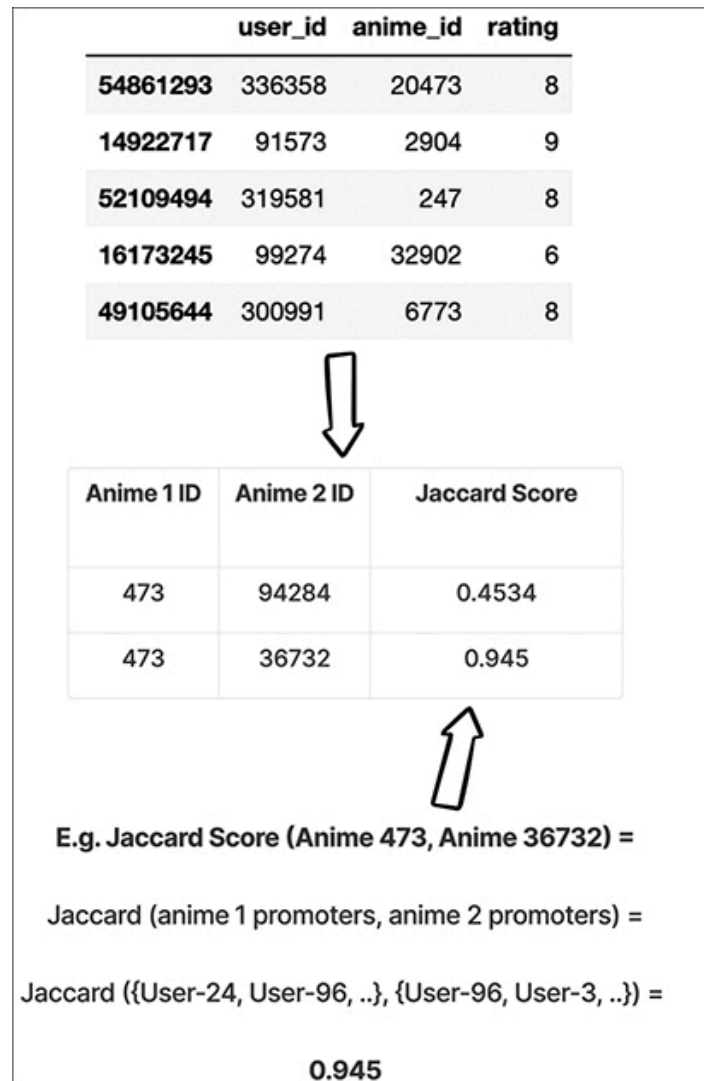 user_id anime_id rating
54861293 336358 20473 8
14922717 91573 2904 9
52109494 319581 247 8
16173245 99274 32902 6
49105644 300991 6773 8
Anime 1 ID Anime 2 ID Jaccard Score
473 94284 0.4534
473 36732 0.945
E.g. Jaccard Score (Anime 473, Anime 36732) =
Jaccard (anime 1 promoters, anime 2 promoters) =
Jaccard ({User-24, User-96, ..}, {User-96, User-3, ..}) =
0.945